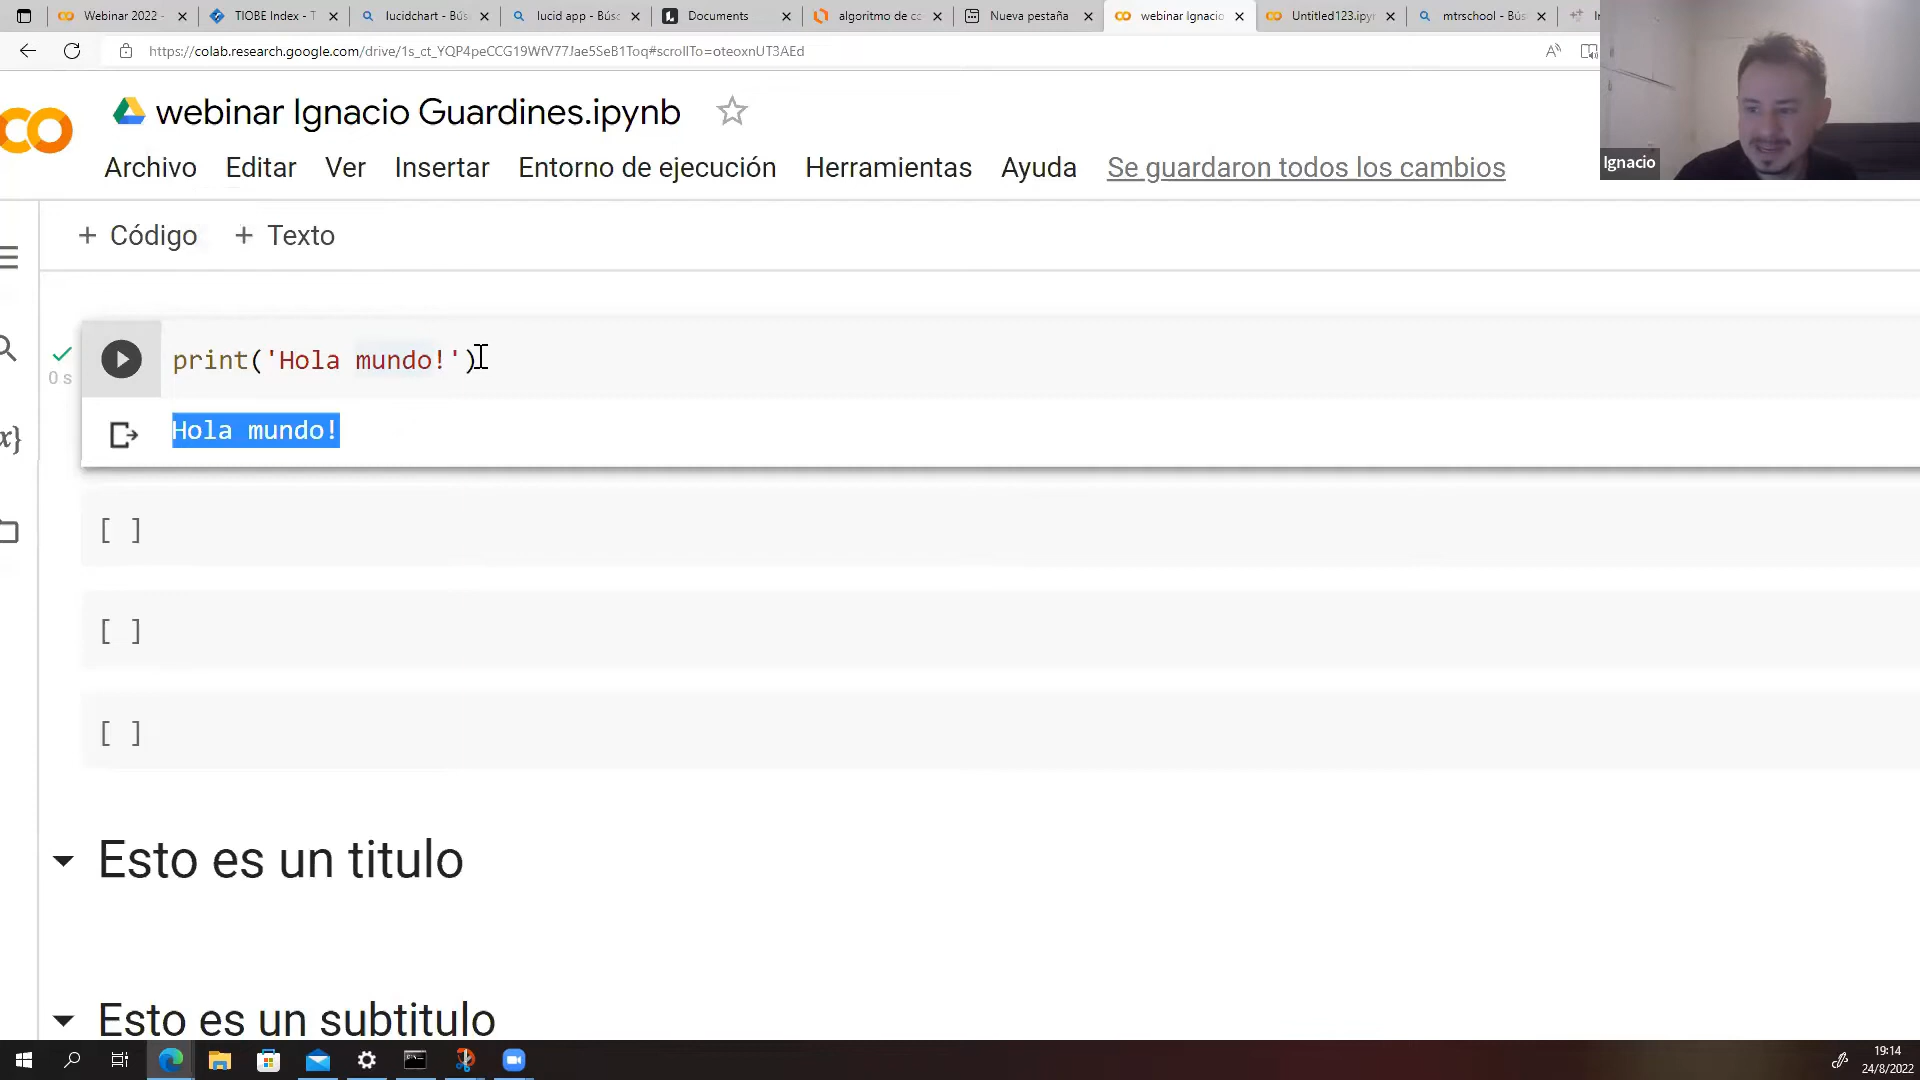 Webinar 2022 -
TIOBE Index - T
lucidchart - Bús
lucid app - Búsc
Documents
algoritmo de cc
Nueva pestaña
webinar Ignacio
Untitled123.ipyr
mtrschool - Bús
https://colab.research.google.com/drive/1s_ct_YQP4peCCG19WfV77Jae5SeB1Toq#scrollTo=oteoxnUT3AEd
webinar Ignacio Guardines.ipynb
Archivo Editar Ver Insertar Entorno de ejecución Herramientas Ayuda Se guardaron todos los cambios
Ignacio
+ Código + Texto
print('Hola mundo!')
0 s
Hola mundo!
[ ]
[ ]
[ ]
Esto es un titulo
Esto es un subtitulo
19:14
24/8/2022